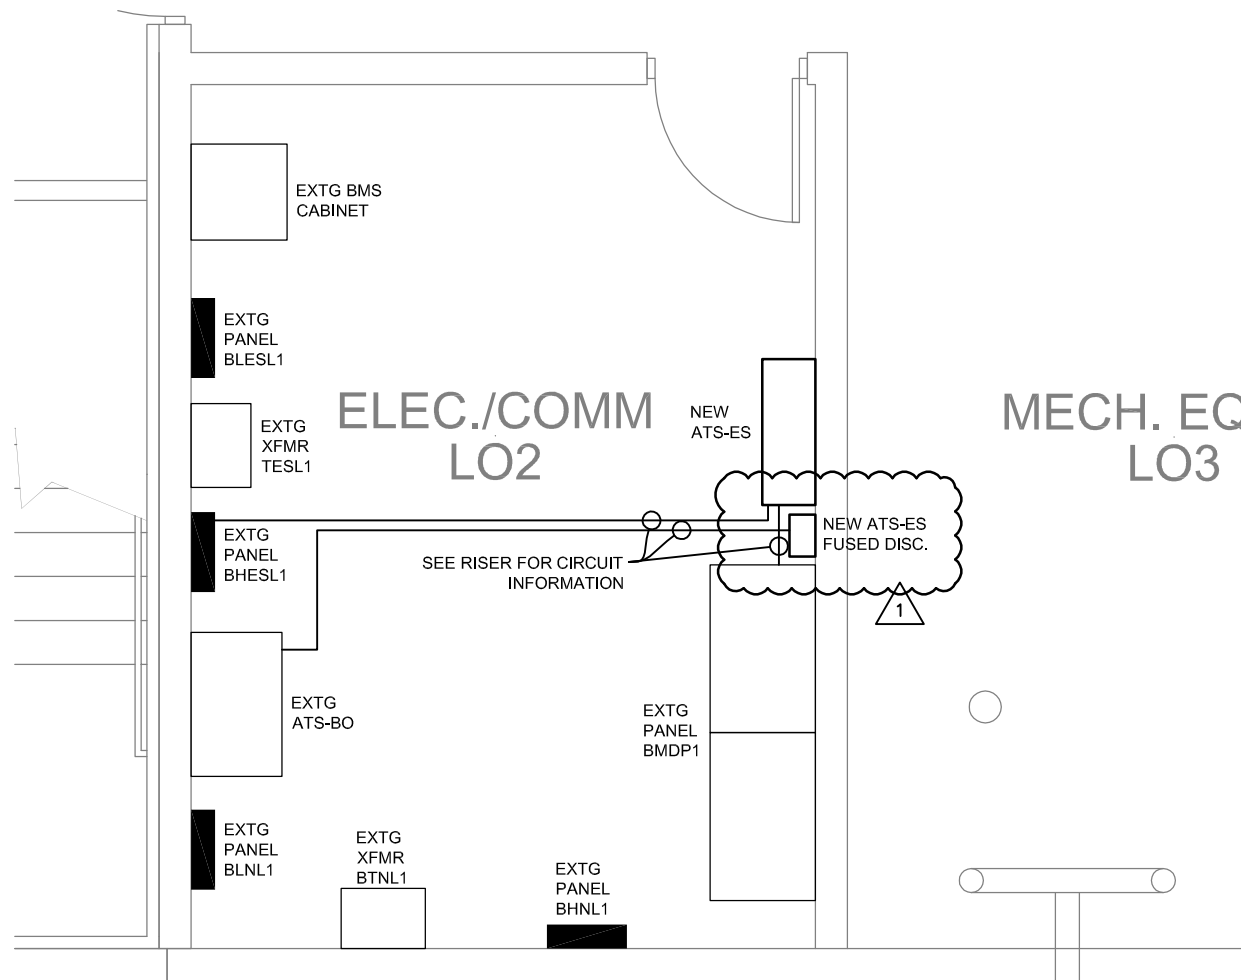 EXTG BMS
CABINET
EXTG
PANEL
BLESL1
ELEC./COMM
LO2
NEW
ATS-ES
MECH. EQ
LO3
EXTG
XFMR
TESL1
EXTG
PANEL
BHESL1
SEE RISER FOR CIRCUIT
INFORMATION
NEW ATS-ES
FUSED DISC.
1
EXTG
ATS-BO
EXTG
PANEL
BMDP1
EXTG
PANEL
BLNL1
EXTG
XFMR
BTNL1
EXTG
PANEL
BHNL1